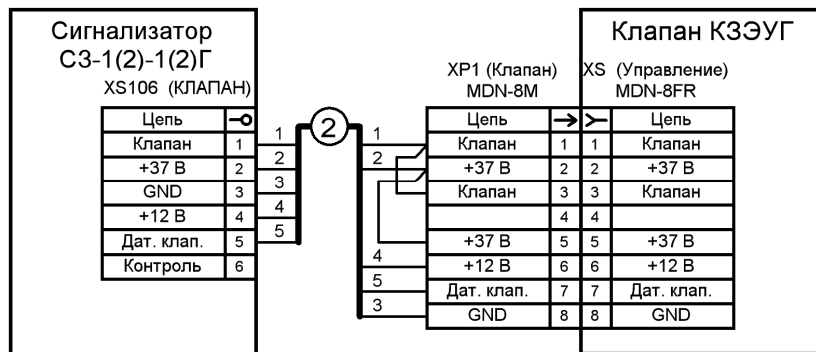 Сигнализатор
СЗ-1(2)-1(2)Г
XS106 (КЛАПАН)
Цепь
Клапан 1
+37 В 2
GND 3
+12 В 4
Дат. клап. 5
Контроль 6
1
2
3
4
5
2
1
2
4
5
3
Клапан КЗЭУГ
XP1 (Клапан) XS (Управление)
MDN-8M MDN-8FR
Цепь Цепь
Клапан 1 1 Клапан
+37 В 2 2 +37 В
Клапан 3 3 Клапан
4 4
+37 В 5 5 +37 В
+12 В 6 6 +12 В
Дат. клап. 7 7 Дат. клап.
GND 8 8 GND